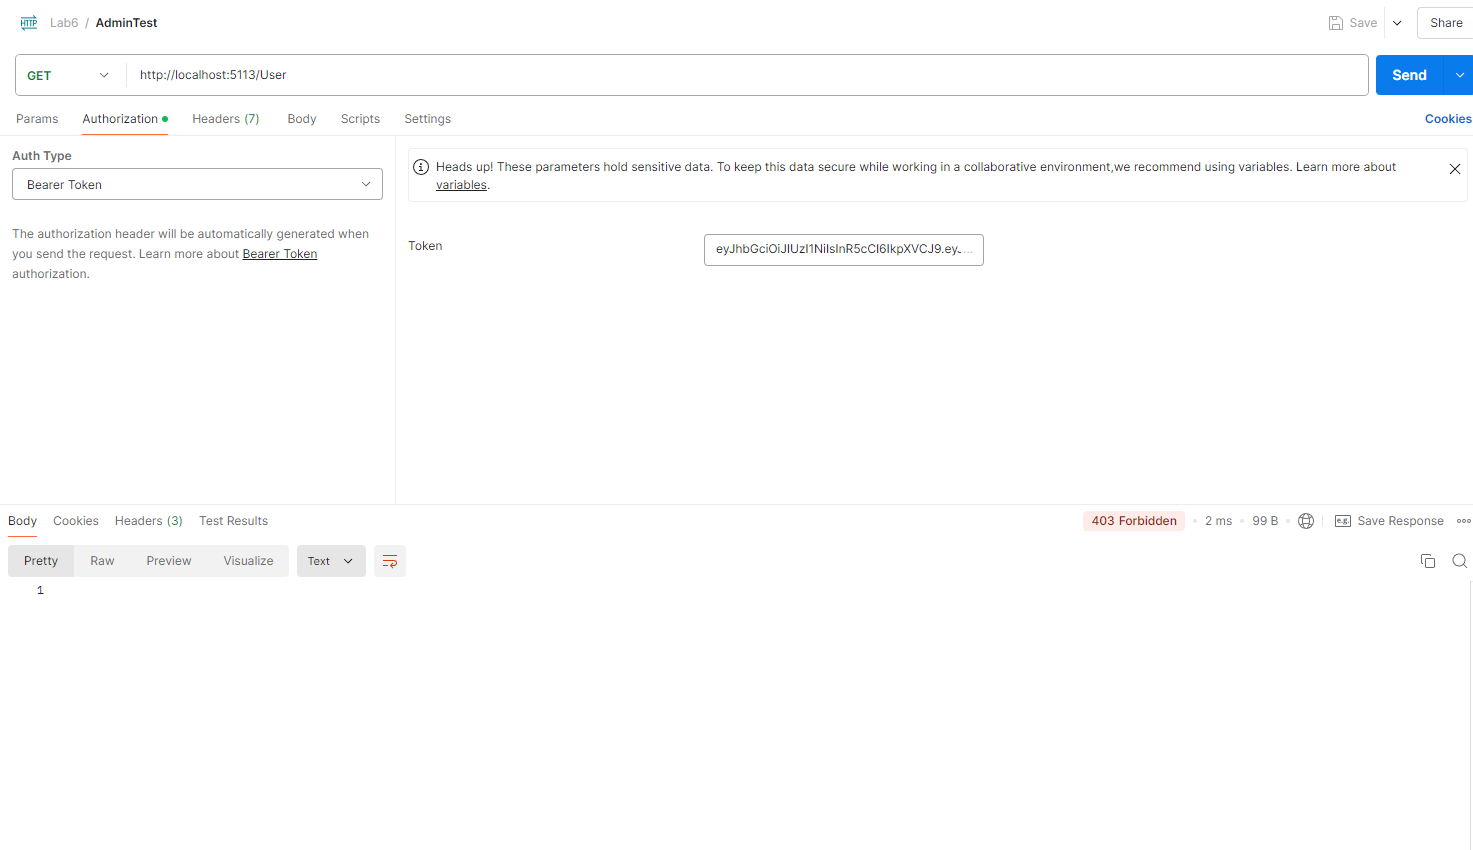 HTTP Lab6 / AdminTest Save Share
GET http://localhost:5113/User Send
Params Authorization Headers (7) Body Scripts Settings Cookies
Auth Type
Bearer Token
The authorization header will be automatically generated when
you send the request. Learn more about Bearer Token
authorization.
Heads up! These parameters hold sensitive data. To keep this data secure while working in a collaborative environment,we recommend using variables. Learn more about
variables.
Token eyJhbGciOiJIUzI1NiIsInR5cCI6IkpXVCJ9.eyJ...
Body Cookies Headers (3) Test Results 403 Forbidden 2 ms 99 B e.g. Save Response
Pretty Raw Preview Visualize Text
1